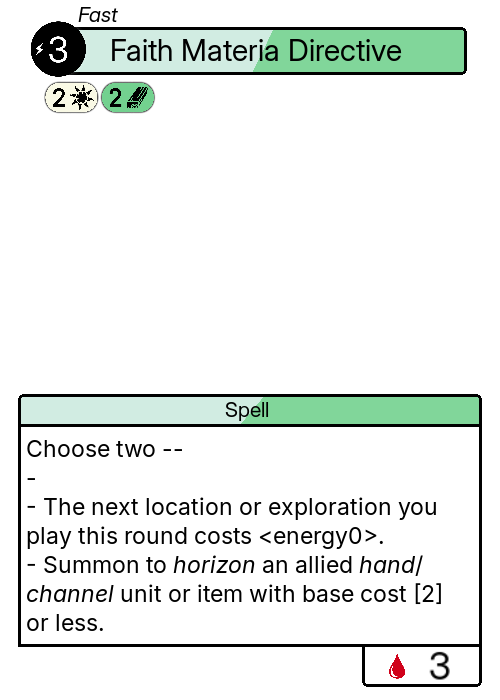 Fast
3 Faith Materia Directive
2 2
Spell
Choose two --
-
- The next location or exploration you
play this round costs <energy0>.
- Summon to horizon an allied hand/
channel unit or item with base cost [2]
or less.
3